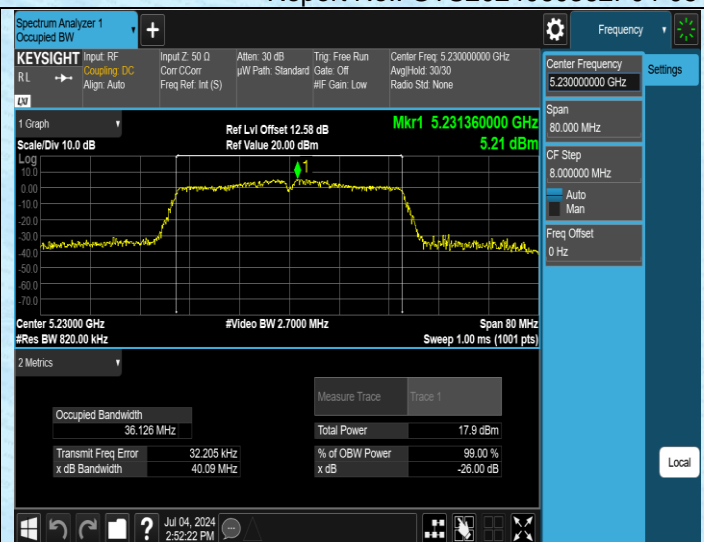 Spectrum Analyzer 1
Occupied BW
+
Frequency
KEYSIGHT
Input: RF
Coupling: DC
Align: Auto
Input Z: 50 Ω
Corr CCorr
Freq Ref: Int (S)
Atten: 30 dB
µW Path: Standard
Trig: Free Run
Gate: Off
#IF Gain: Low
Center Freq: 5.230000000 GHz
Avg|Hold: 30/30
Radio Std: None
RL
LXI
1 Graph
Scale/Div 10.0 dB
Ref Lvl Offset 12.58 dB
Ref Value 20.00 dBm
Mkr1 5.231360000 GHz
5.21 dBm
Log
10.0
0.00
-10.0
-20.0
-30.0
-40.0
-50.0
-60.0
-70.0
1
Center 5.23000 GHz
#Res BW 820.00 kHz
#Video BW 2.7000 MHz
Span 80 MHz
Sweep 1.00 ms (1001 pts)
2 Metrics
Measure Trace
Trace 1
Occupied Bandwidth
36.126 MHz
Total Power
17.9 dBm
Transmit Freq Error
32.205 kHz
% of OBW Power
99.00 %
x dB Bandwidth
40.09 MHz
x dB
-26.00 dB
Center Frequency
5.230000000 GHz
Settings
Span
80.000 MHz
CF Step
8.000000 MHz
Auto
Man
Freq Offset
0 Hz
Local
?
Jul 04, 2024
2:52:22 PM